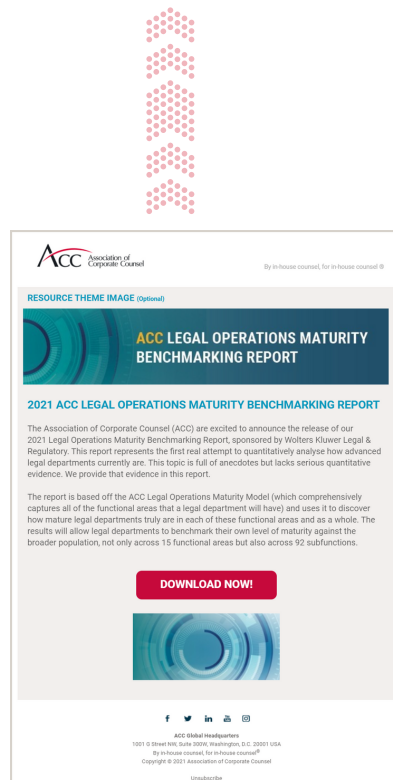 ACC Association of
Corporate Counsel
By in-house counsel, for in-house counsel ®
RESOURCE THEME IMAGE (Optional)
ACC LEGAL OPERATIONS MATURITY
BENCHMARKING REPORT
2021 ACC LEGAL OPERATIONS MATURITY BENCHMARKING REPORT
The Association of Corporate Counsel (ACC) are excited to announce the release of our
2021 Legal Operations Maturity Benchmarking Report, sponsored by Wolters Kluwer Legal &
Regulatory. This report represents the first real attempt to quantitatively analyse how advanced
legal departments currently are. This topic is full of anecdotes but lacks serious quantitative
evidence. We provide that evidence in this report.
The report is based off the ACC Legal Operations Maturity Model (which comprehensively
captures all of the functional areas that a legal department will have) and uses it to discover
how mature legal departments truly are in each of these functional areas and as a whole. The
results will allow legal departments to benchmark their own level of maturity against the
broader population, not only across 15 functional areas but also across 92 subfunctions.
DOWNLOAD NOW!
ACC Global Headquarters
1001 G Street NW, Suite 300W, Washington, D.C. 20001 USA
By in-house counsel, for in-house counsel®
Copyright © 2021 Association of Corporate Counsel
Unsubscribe